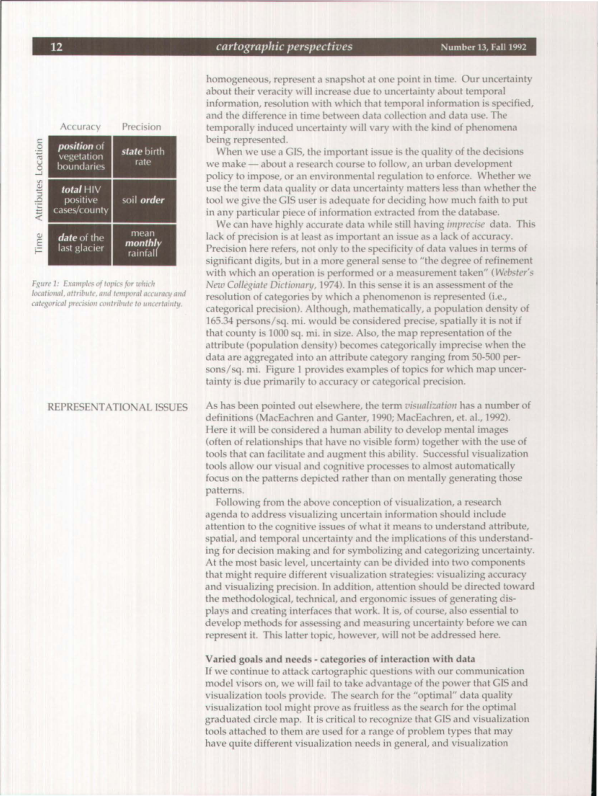 12
cartographic perspectives
Number 13, Fall 1992
Accuracy Precision
Location
position of
vegetation
boundaries
state birth
rate
Attributes
total HIV
positive
cases/county
soil order
Time
date of the
last glacier
mean
monthly
rainfall
Figure 1: Examples of topics for which
locational, attribute, and temporal accuracy and
categorical precision contribute to uncertainty.
homogeneous, represent a snapshot at one point in time. Our uncertainty
about their veracity will increase due to uncertainty about temporal
information, resolution with which that temporal information is specified,
and the difference in time between data collection and data use. The
temporally induced uncertainty will vary with the kind of phenomena
being represented.
When we use a GIS, the important issue is the quality of the decisions
we make — about a research course to follow, an urban development
policy to impose, or an environmental regulation to enforce. Whether we
use the term data quality or data uncertainty matters less than whether the
tool we give the GIS user is adequate for deciding how much faith to put
in any particular piece of information extracted from the database.
We can have highly accurate data while still having imprecise data. This
lack of precision is at least as important an issue as a lack of accuracy.
Precision here refers, not only to the specificity of data values in terms of
significant digits, but in a more general sense to "the degree of refinement
with which an operation is performed or a measurement taken" (Webster's
New Collegiate Dictionary, 1974). In this sense it is an assessment of the
resolution of categories by which a phenomenon is represented (i.e.,
categorical precision). Although, mathematically, a population density of
165.34 persons/sq. mi. would be considered precise, spatially it is not if
that county is 1000 sq. mi. in size. Also, the map representation of the
attribute (population density) becomes categorically imprecise when the
data are aggregated into an attribute category ranging from 50-500 per-
sons/sq. mi. Figure 1 provides examples of topics for which map uncer-
tainty is due primarily to accuracy or categorical precision.
REPRESENTATIONAL ISSUES
As has been pointed out elsewhere, the term visualization has a number of
definitions (MacEachren and Ganter, 1990; MacEachren, et. al., 1992).
Here it will be considered a human ability to develop mental images
(often of relationships that have no visible form) together with the use of
tools that can facilitate and augment this ability. Successful visualization
tools allow our visual and cognitive processes to almost automatically
focus on the patterns depicted rather than on mentally generating those
patterns.
Following from the above conception of visualization, a research
agenda to address visualizing uncertain information should include
attention to the cognitive issues of what it means to understand attribute,
spatial, and temporal uncertainty and the implications of this understand-
ing for decision making and for symbolizing and categorizing uncertainty.
At the most basic level, uncertainty can be divided into two components
that might require different visualization strategies: visualizing accuracy
and visualizing precision. In addition, attention should be directed toward
the methodological, technical, and ergonomic issues of generating dis-
plays and creating interfaces that work. It is, of course, also essential to
develop methods for assessing and measuring uncertainty before we can
represent it. This latter topic, however, will not be addressed here.
Varied goals and needs - categories of interaction with data
If we continue to attack cartographic questions with our communication
model visors on, we will fail to take advantage of the power that GIS and
visualization tools provide. The search for the "optimal" data quality
visualization tool might prove as fruitless as the search for the optimal
graduated circle map. It is critical to recognize that GIS and visualization
tools attached to them are used for a range of problem types that may
have quite different visualization needs in general, and visualization